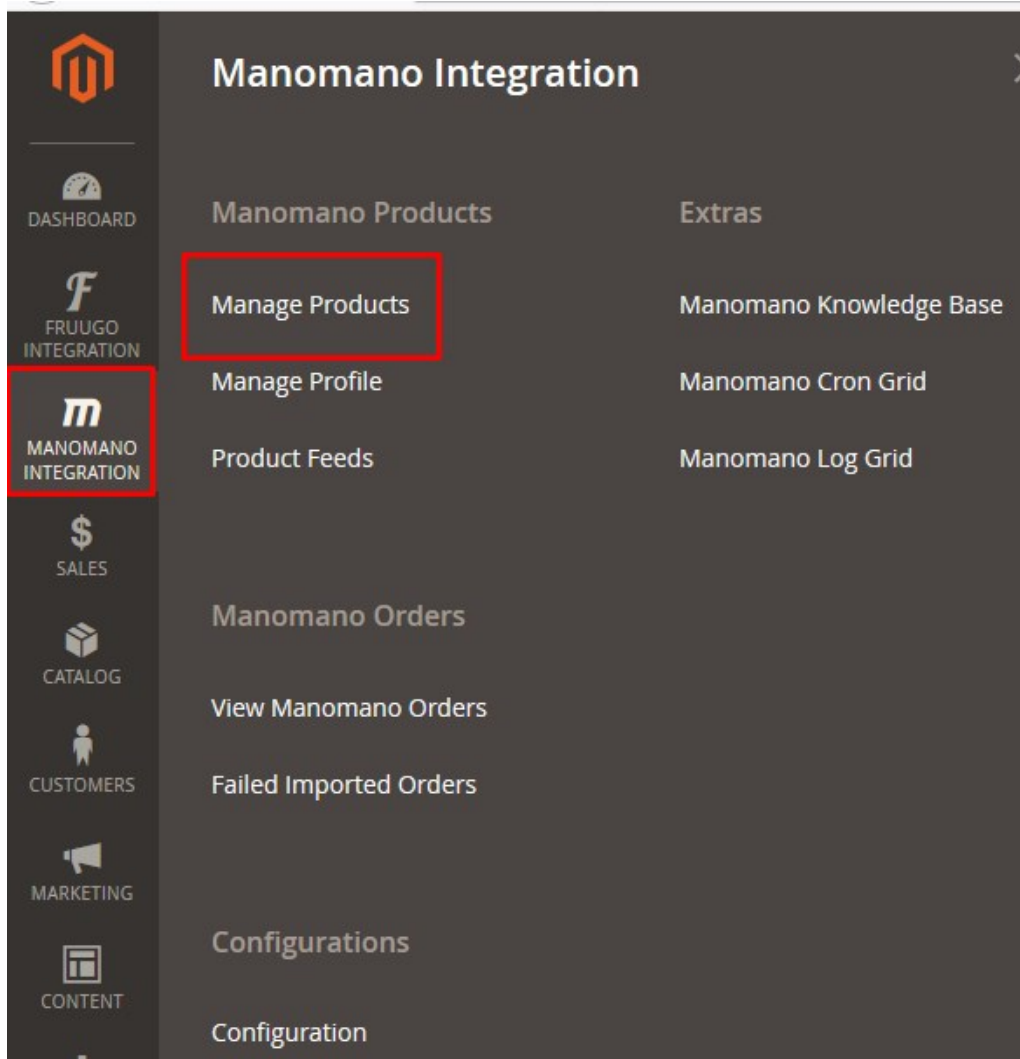 Manomano Integration
DASHBOARD
FRUUGO
INTEGRATION
MANOMANO
INTEGRATION
SALES
CATALOG
CUSTOMERS
MARKETING
CONTENT
Manomano Products
Manage Products
Manage Profile
Product Feeds
Extras
Manomano Knowledge Base
Manomano Cron Grid
Manomano Log Grid
Manomano Orders
View Manomano Orders
Failed Imported Orders
Configurations
Configuration